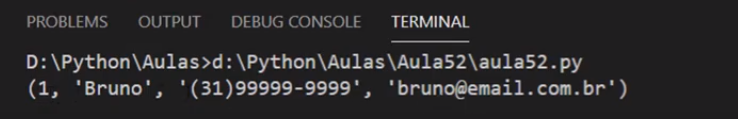 PROBLEMS OUTPUT DEBUG CONSOLE TERMINAL
D:\Python\Aulas>d:\Python\Aulas\Aula52\aula52.py
(1, 'Bruno', '(31)99999-9999', 'bruno@email.com.br')